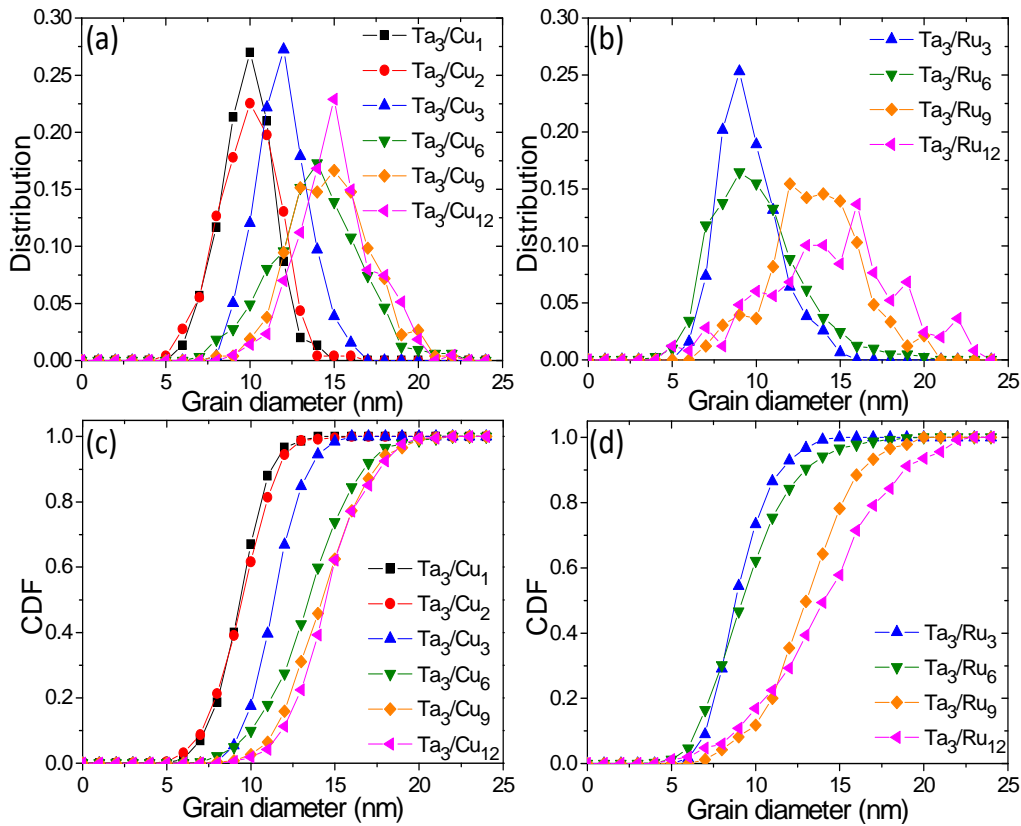 (a)
Ta3/Cu1
Ta3/Cu2
Ta3/Cu3
Ta3/Cu6
Ta3/Cu9
Ta3/Cu12
0.30
0.25
0.20
0.15
0.10
0.05
0.00
Distribution
0 5 10 15 20 25
Grain diameter (nm)
(b)
Ta3/Ru3
Ta3/Ru6
Ta3/Ru9
Ta3/Ru12
0.30
0.25
0.20
0.15
0.10
0.05
0.00
Distribution
0 5 10 15 20 25
Grain diameter (nm)
(c)
Ta3/Cu1
Ta3/Cu2
Ta3/Cu3
Ta3/Cu6
Ta3/Cu9
Ta3/Cu12
1.0
0.8
0.6
0.4
0.2
0.0
CDF
0 5 10 15 20 25
Grain diameter (nm)
(d)
Ta3/Ru3
Ta3/Ru6
Ta3/Ru9
Ta3/Ru12
1.0
0.8
0.6
0.4
0.2
0.0
CDF
0 5 10 15 20 25
Grain diameter (nm)